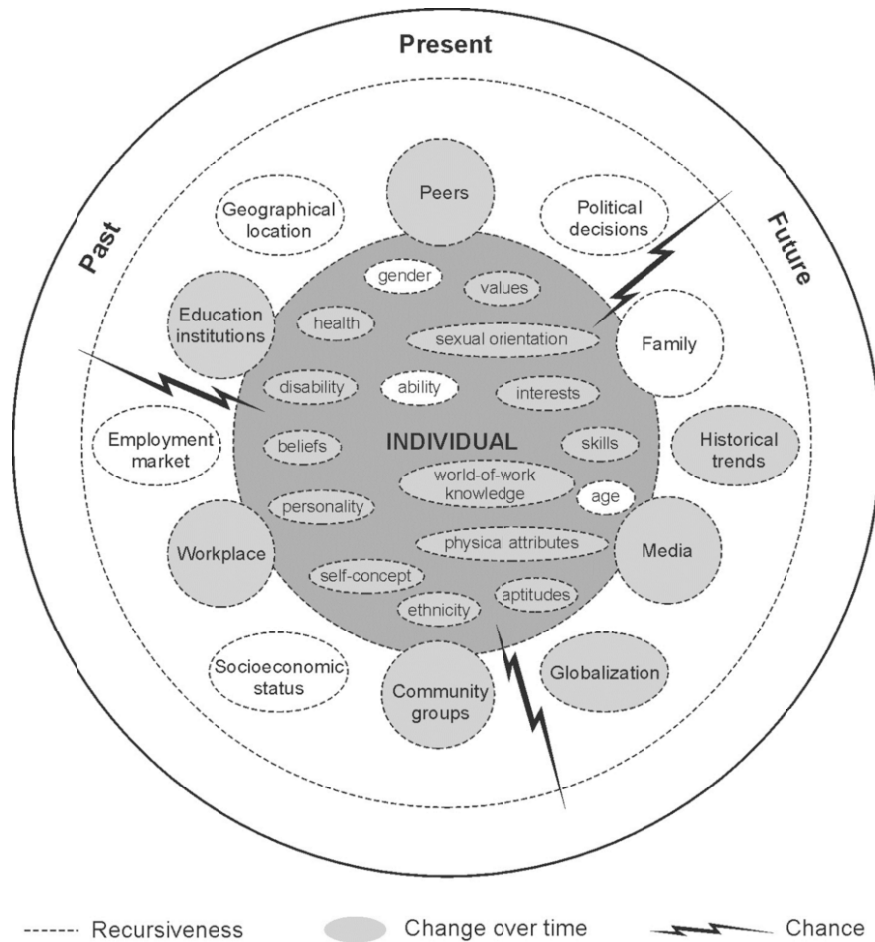 Present
Past
Future
Peers
Geographical
location
Political
decisions
gender
values
Education
institutions
health
sexual orientation
Family
disability
ability
interests
Employment
market
beliefs
INDIVIDUAL
skills
Historical
trends
world-of-work
knowledge
age
personality
Workplace
physica attributes
Media
self-concept
ethnicity
aptitudes
Socioeconomic
status
Community
groups
Globalization
Recursiveness
Change over time
Chance